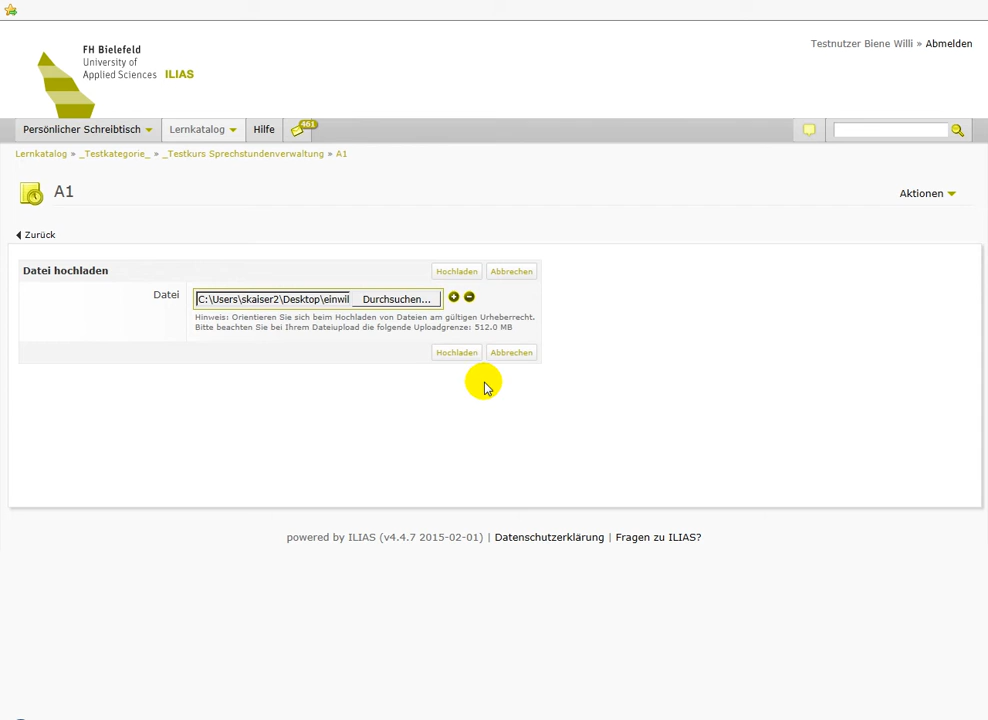 FH Bielefeld
University of
Applied Sciences ILIAS
Testnutzer Biene Willi » Abmelden
Persönlicher Schreibtisch Lernkatalog Hilfe 461
Lernkatalog » _Testkategorie_ » _Testkurs Sprechstundenverwaltung » A1
A1
Aktionen
Zurück
Datei hochladen Hochladen Abbrechen
Datei C:\Users\skaiser2\Desktop\einwil Durchsuchen...
Hinweis: Orientieren Sie sich beim Hochladen von Dateien am gültigen Urheberrecht.
Bitte beachten Sie bei Ihrem Dateiupload die folgende Uploadgrenze: 512.0 MB
Hochladen Abbrechen
powered by ILIAS (v4.4.7 2015-02-01) | Datenschutzerklärung | Fragen zu ILIAS?